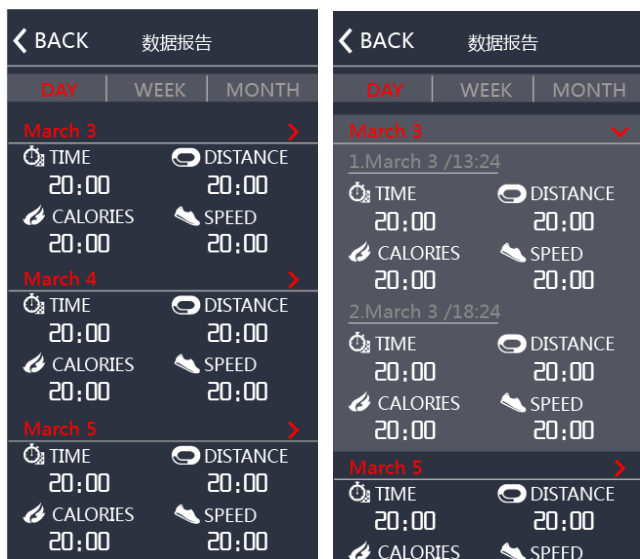 BACK 数据报告
DAY WEEK MONTH
March 3
TIME DISTANCE
20:00 20:00
CALORIES SPEED
20:00 20:00
March 4
TIME DISTANCE
20:00 20:00
CALORIES SPEED
20:00 20:00
March 5
TIME DISTANCE
20:00 20:00
CALORIES SPEED
20:00 20:00
BACK 数据报告
DAY WEEK MONTH
March 3
1.March 3 /13:24
TIME DISTANCE
20:00 20:00
CALORIES SPEED
20:00 20:00
2.March 3 /18:24
TIME DISTANCE
20:00 20:00
CALORIES SPEED
20:00 20:00
March 5
TIME DISTANCE
20:00 20:00
CALORIES SPEED